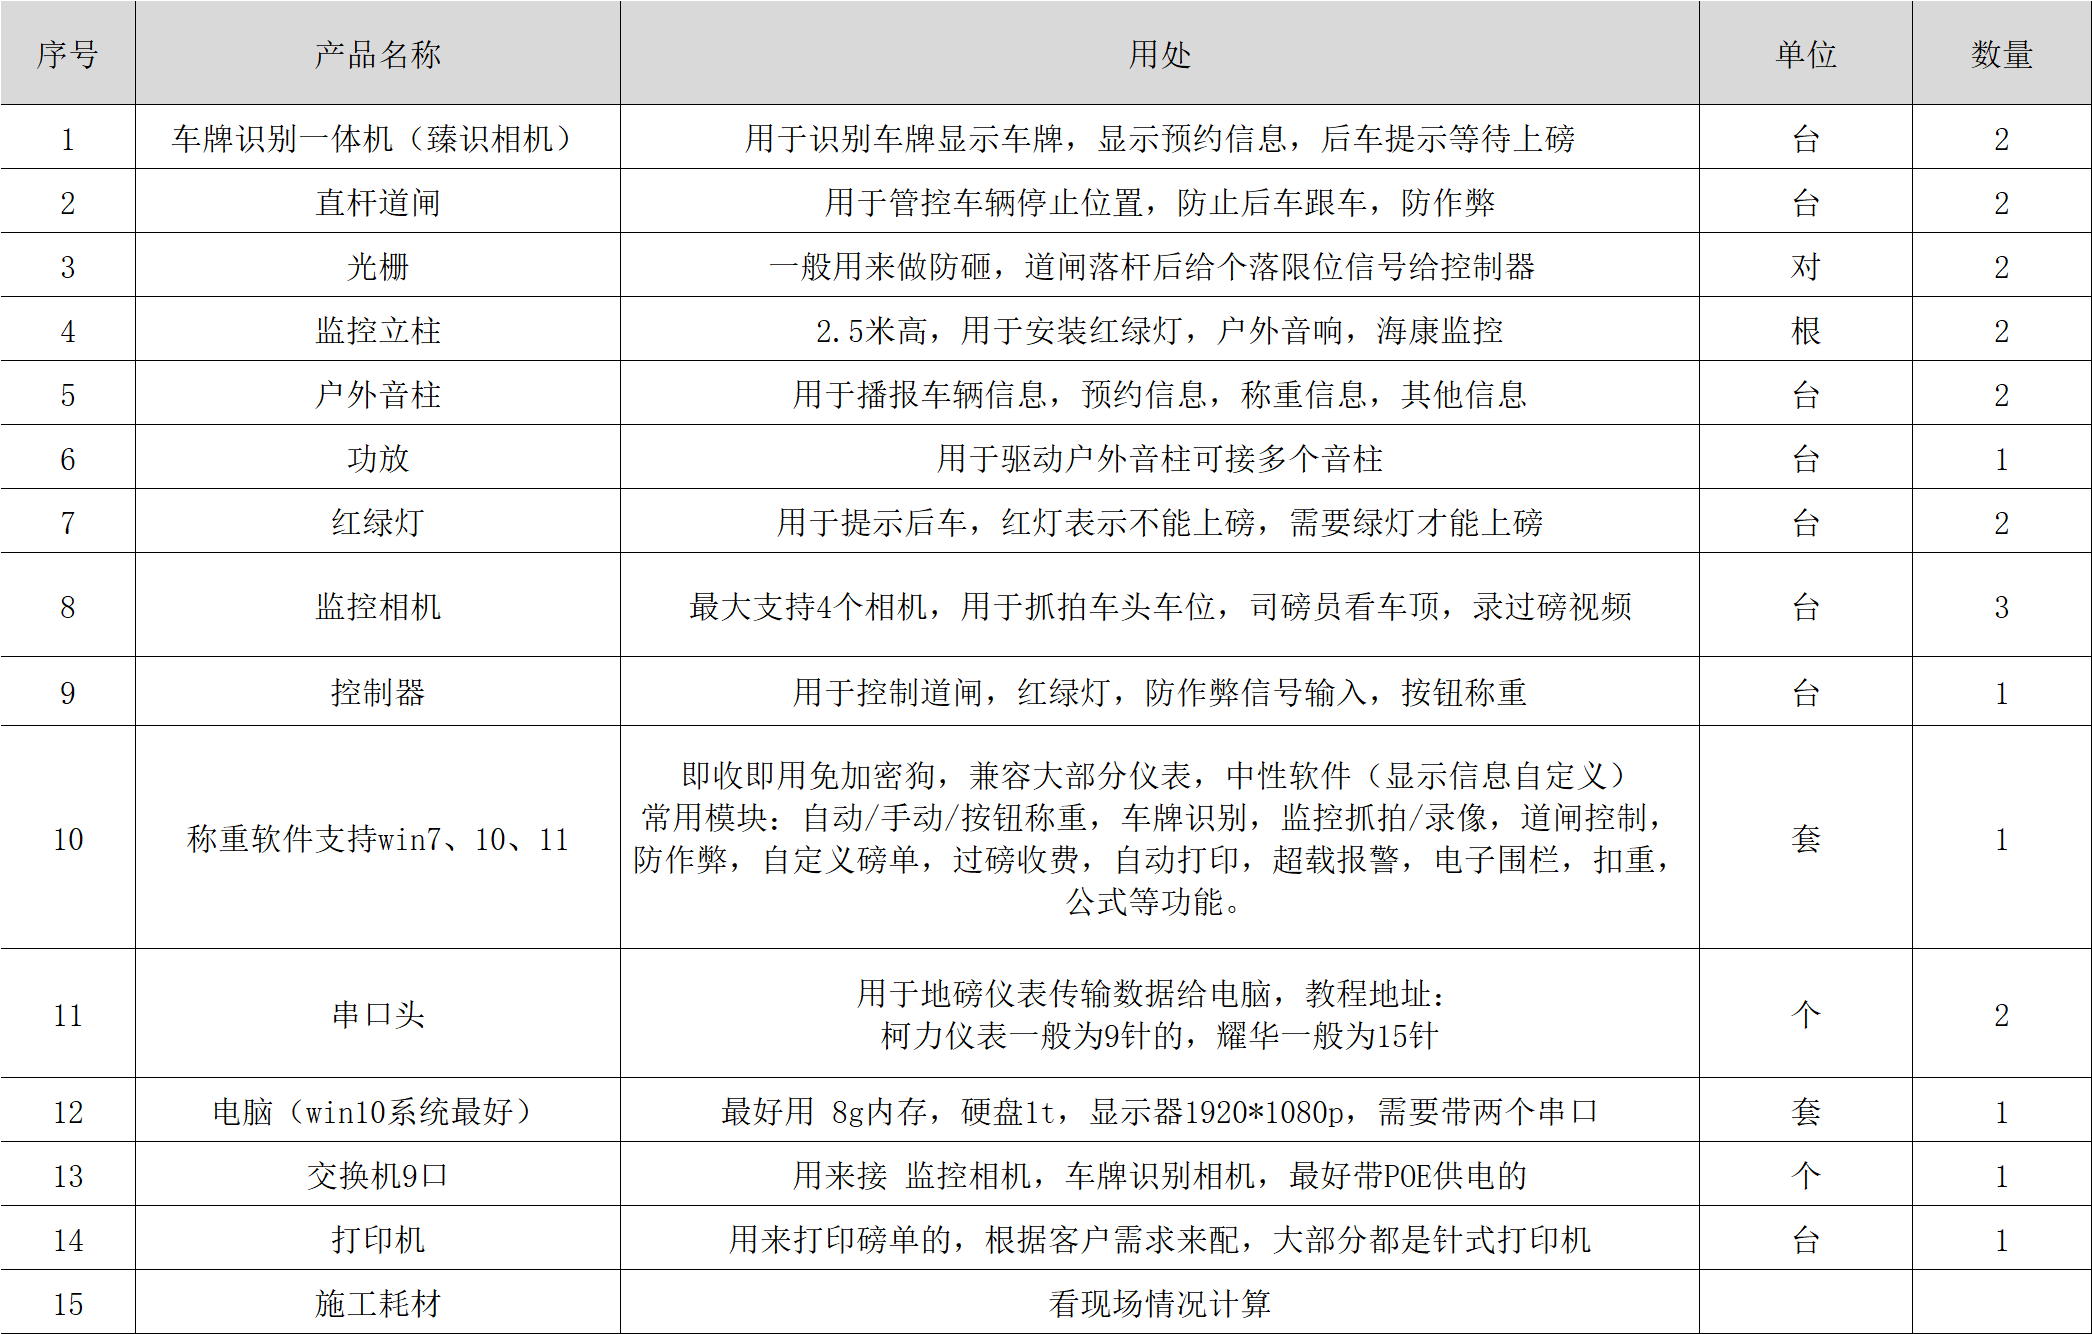 序号 产品名称 用处 单位 数量
1 车牌识别一体机（臻识相机） 用于识别车牌显示车牌，显示预约信息，后车提示等待上磅 台 2
2 直杆道闸 用于管控车辆停止位置，防止后车跟车，防作弊 台 2
3 光栅 一般用来做防砸，道闸落杆后给个落限位信号给控制器 对 2
4 监控立柱 2.5米高，用于安装红绿灯，户外音响，海康监控 根 2
5 户外音柱 用于播报车辆信息，预约信息，称重信息，其他信息 台 2
6 功放 用于驱动户外音柱可接多个音柱 台 1
7 红绿灯 用于提示后车，红灯表示不能上磅，需要绿灯才能上磅 台 2
8 监控相机 最大支持4个相机，用于抓拍车头车位，司磅员看车顶，录过磅视频 台 3
9 控制器 用于控制道闸，红绿灯，防作弊信号输入，按钮称重 台 1
10 称重软件支持win7、10、11 即收即用免加密狗，兼容大部分仪表，中性软件（显示信息自定义）
常用模块：自动/手动/按钮称重，车牌识别，监控抓拍/录像，道闸控制，
防作弊，自定义磅单，过磅收费，自动打印，超载报警，电子围栏，扣重，
公式等功能。 套 1
11 串口头 用于地磅仪表传输数据给电脑，教程地址：
柯力仪表一般为9针的，耀华一般为15针 个 2
12 电脑（win10系统最好） 最好用 8g内存，硬盘1t，显示器1920*1080p，需要带两个串口 套 1
13 交换机9口 用来接 监控相机，车牌识别相机，最好带POE供电的 个 1
14 打印机 用来打印磅单的，根据客户需求来配，大部分都是针式打印机 台 1
15 施工耗材 看现场情况计算